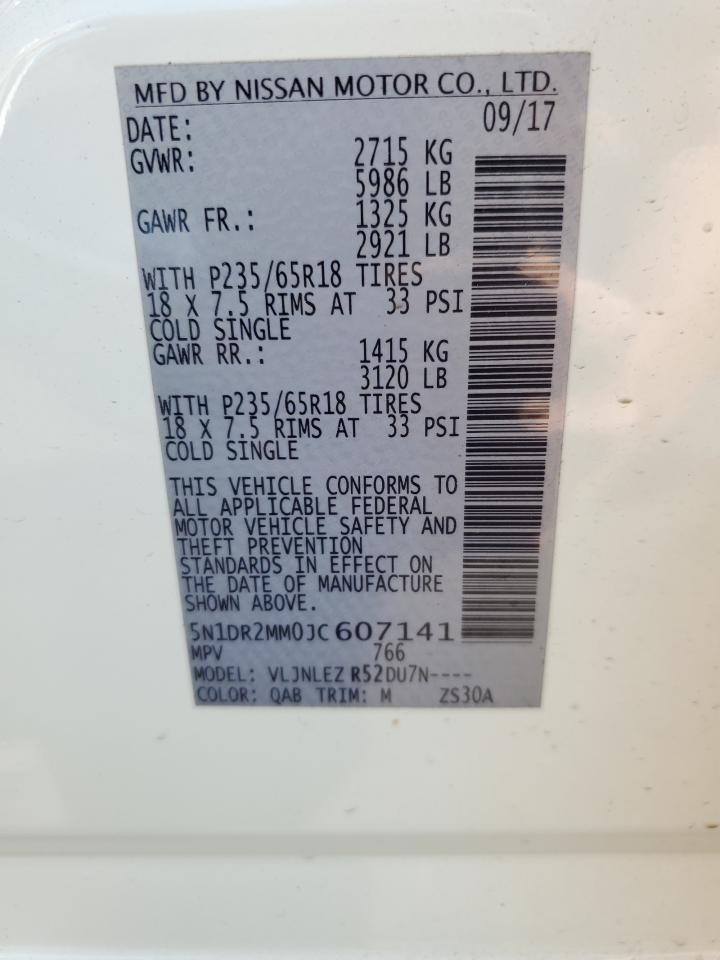 MFD BY NISSAN MOTOR CO., LTD.
DATE: 09/17
GVWR: 2715 KG
5986 LB
GAWR FR.: 1325 KG
2921 LB
WITH P235/65R18 TIRES
18 X 7.5 RIMS AT 33 PSI
COLD SINGLE
GAWR RR.: 1415 KG
3120 LB
WITH P235/65R18 TIRES
18 X 7.5 RIMS AT 33 PSI
COLD SINGLE
THIS VEHICLE CONFORMS TO
ALL APPLICABLE FEDERAL
MOTOR VEHICLE SAFETY AND
THEFT PREVENTION
STANDARDS IN EFFECT ON
THE DATE OF MANUFACTURE
SHOWN ABOVE.
5N1DR2MM0JC607141
MPV 766
MODEL: VLJNLEZ R52DU7N----
COLOR: QAB TRIM: M ZS30A